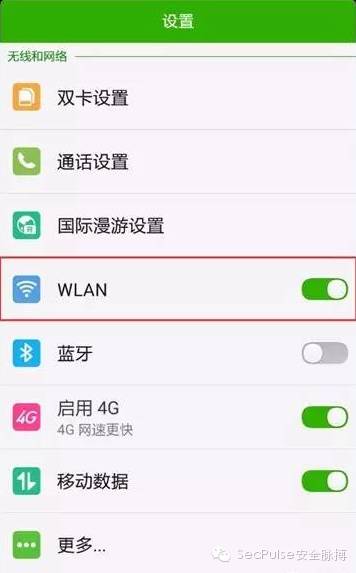 设置
无线和网络
双卡设置
通话设置
国际漫游设置
WLAN
蓝牙
4G
启用 4G
4G 网速更快
移动数据
更多...
SecPulse安全脉搏